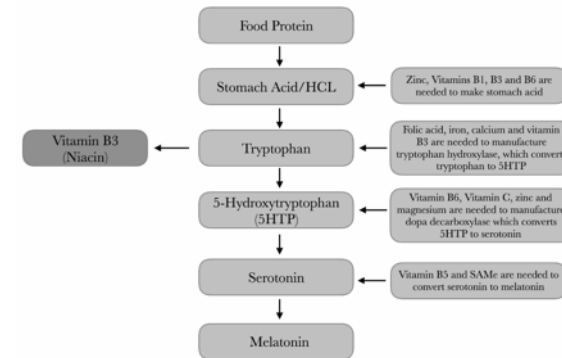 Food Protein
Stomach Acid/HCL
Zinc, Vitamins B1, B3 and B6 are
needed to make stomach acid
Vitamin B3
(Niacin)
Tryptophan
Folic acid, iron, calcium and vitamin
B3 are needed to manufacture
tryptophan hydroxylase, which convert
tryptophan to 5HTP
5-Hydroxytryptophan
(5HTP)
Vitamin B6, Vitamin C, zinc and
magnesium are needed to manufacture
dopa decarboxylase which converts
5HTP to serotonin
Serotonin
Vitamin B5 and SAMe are needed to
convert serotonin to melatonin
Melatonin